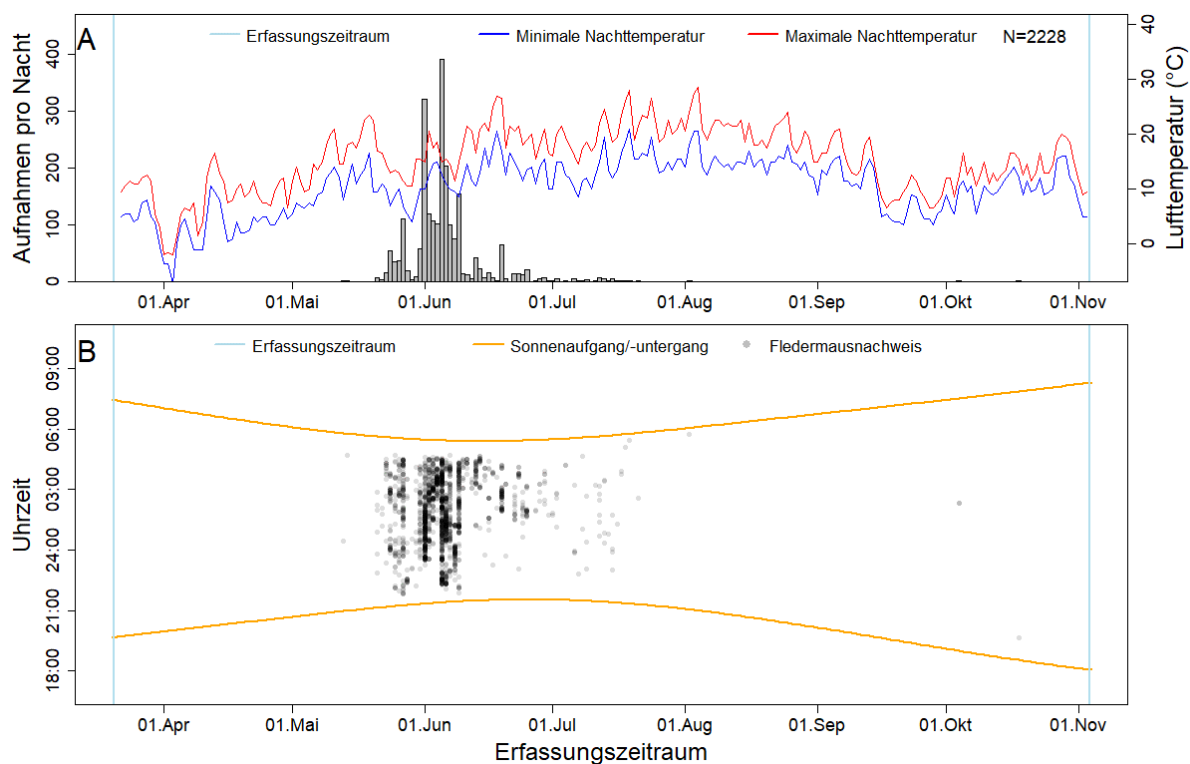 A
Erfassungszeitraum
Minimale Nachttemperatur
Maximale Nachttemperatur
N=2228
Aufnahmen pro Nacht
400
300
200
100
0
Lufttemperatur (°C)
40
30
20
10
0
01.Apr
01.Mai
01.Jun
01.Jul
01.Aug
01.Sep
01.Okt
01.Nov
B
Erfassungszeitraum
Sonnenaufgang/-untergang
Fledermausnachweis
Uhrzeit
09:00
06:00
03:00
24:00
21:00
18:00
01.Apr
01.Mai
01.Jun
01.Jul
01.Aug
01.Sep
01.Okt
01.Nov
Erfassungszeitraum